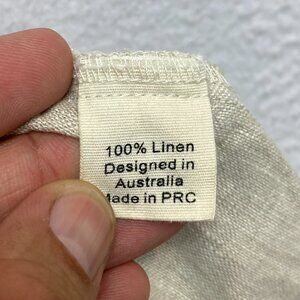 100% Linen
Designed in
Australia
Made in PRC